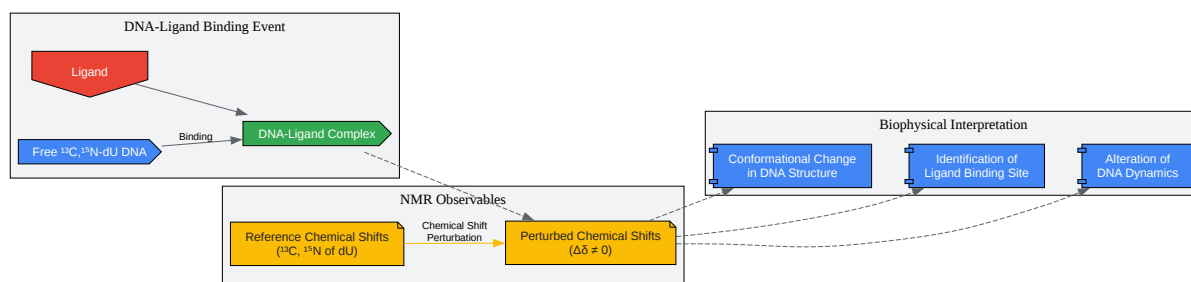 DNA-Ligand Binding Event
Ligand
Binding
Free ¹³C,¹⁵N-dU DNA
DNA-Ligand Complex
NMR Observables
Reference Chemical Shifts
(¹³C, ¹⁵N of dU)
Chemical Shift
Perturbation
Perturbed Chemical Shifts
(Δδ ≠ 0)
Biophysical Interpretation
Conformational Change
in DNA Structure
Identification of
Ligand Binding Site
Alteration of
DNA Dynamics